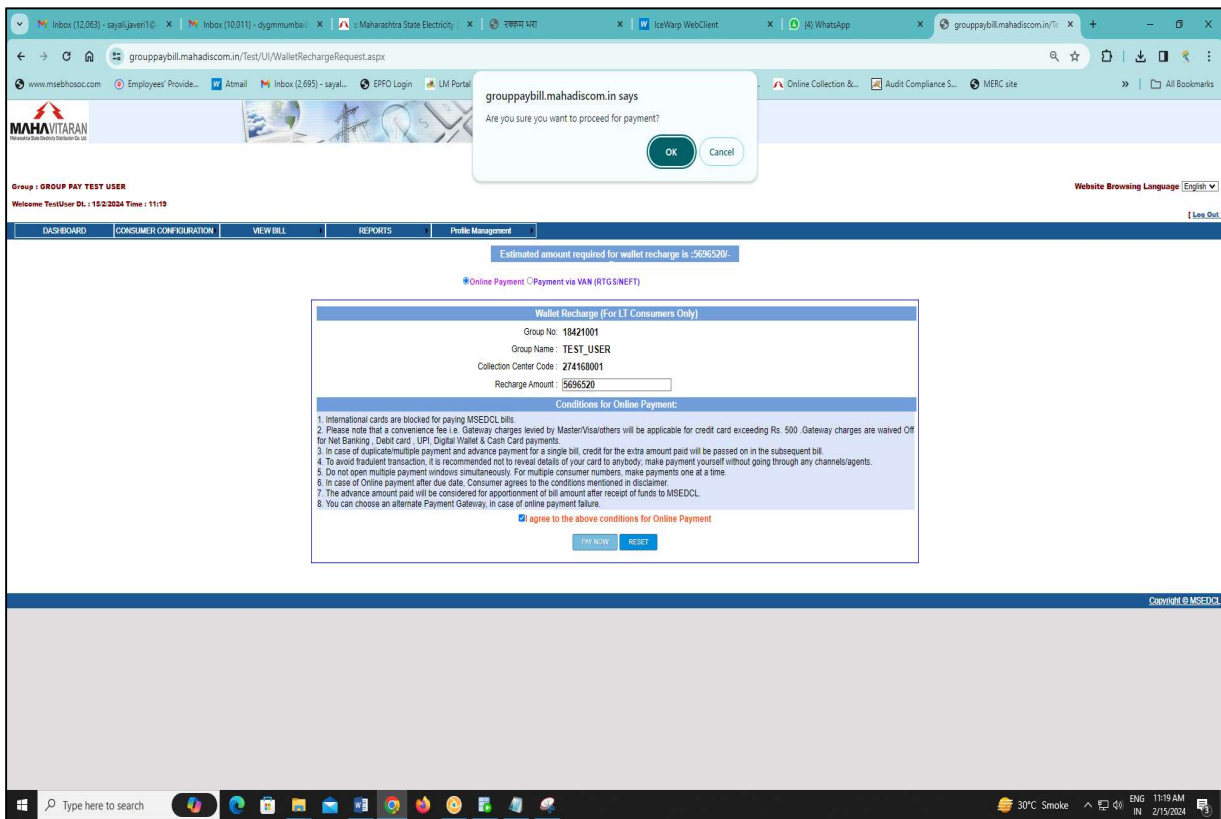 Inbox (12,063) - sayali.javeri1@
Inbox (10,011) - dygmmumbai
:: Maharashtra State Electricity
रक्कम भरा
IceWarp WebClient
(4) WhatsApp
grouppaybill.mahadiscom.in/Te
grouppaybill.mahadiscom.in/Test/UI/WalletRechargeRequest.aspx
www.msebhosoc.com
Employees' Provide...
Atmail
Inbox (2,695) - sayal...
EPFO Login
LM Portal
Online Collection &...
Audit Compliance S...
MERC site
»
All Bookmarks
grouppaybill.mahadiscom.in says
Are you sure you want to proceed for payment?
OK Cancel
MAHAVITARAN
Maharashtra State Electricity Distribution Co. Ltd.
Group : GROUP PAY TEST USER
Website Browsing Language English
Welcome TestUser Dt. : 15/2/2024 Time : 11:19
[ Log Out
DASHBOARD CONSUMER CONFIGURATION VIEW BILL REPORTS Profile Management
Estimated amount required for wallet recharge is :5696520/-
Online Payment Payment via VAN (RTGS/NEFT)
Wallet Recharge (For LT Consumers Only)
Group No: 18421001
Group Name : TEST_USER
Collection Center Code : 274168001
Recharge Amount : 5696520
Conditions for Online Payment:
1. International cards are blocked for paying MSEDCL bills.
2. Please note that a convenience fee i.e. Gateway charges levied by Master/Visa/others will be applicable for credit card exceeding Rs. 500 .Gateway charges are waived Off
for Net Banking , Debit card , UPI, Digital Wallet & Cash Card payments.
3. In case of duplicate/multiple payment and advance payment for a single bill, credit for the extra amount paid will be passed on in the subsequent bill.
4. To avoid fradulent transaction, it is recommended not to reveal details of your card to anybody; make payment yourself without going through any channels/agents.
5. Do not open multiple payment windows simultaneously. For multiple consumer numbers, make payments one at a time.
6. In case of Online payment after due date, Consumer agrees to the conditions mentioned in disclaimer.
7. The advance amount paid will be considered for apportionment of bill amount after receipt of funds to MSEDCL.
8. You can choose an alternate Payment Gateway, in case of online payment failure.
I agree to the above conditions for Online Payment
PAY NOW RESET
Copyright © MSEDCL
Type here to search
30°C Smoke
ENG 11:19 AM
IN 2/15/2024
3